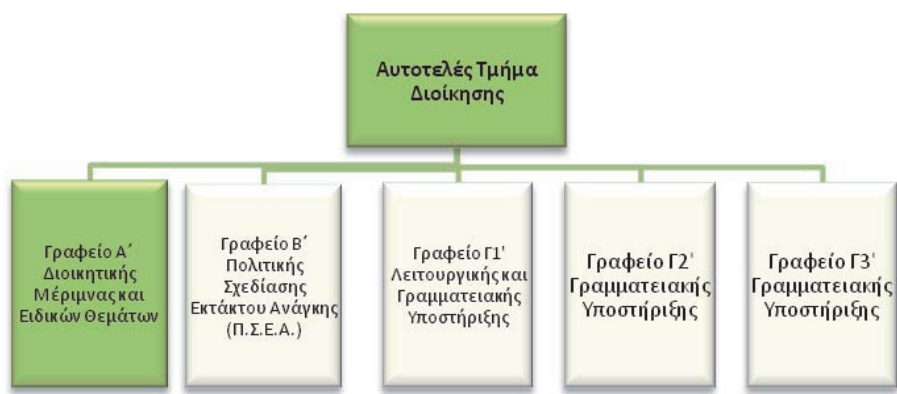 Αυτοτελές Τμήμα
Διοίκησης
Γραφείο Α΄
Διοικητικής
Μέριμνας και
Ειδικών Θεμάτων
Γραφείο Β΄
Πολιτικής
Σχεδίασης
Εκτάκτου Ανάγκης
(Π.Σ.Ε.Α.)
Γραφείο Γ1'
Λειτουργικής και
Γραμματειακής
Υποστήριξης
Γραφείο Γ2'
Γραμματειακής
Υποστήριξης
Γραφείο Γ3'
Γραμματειακής
Υποστήριξης